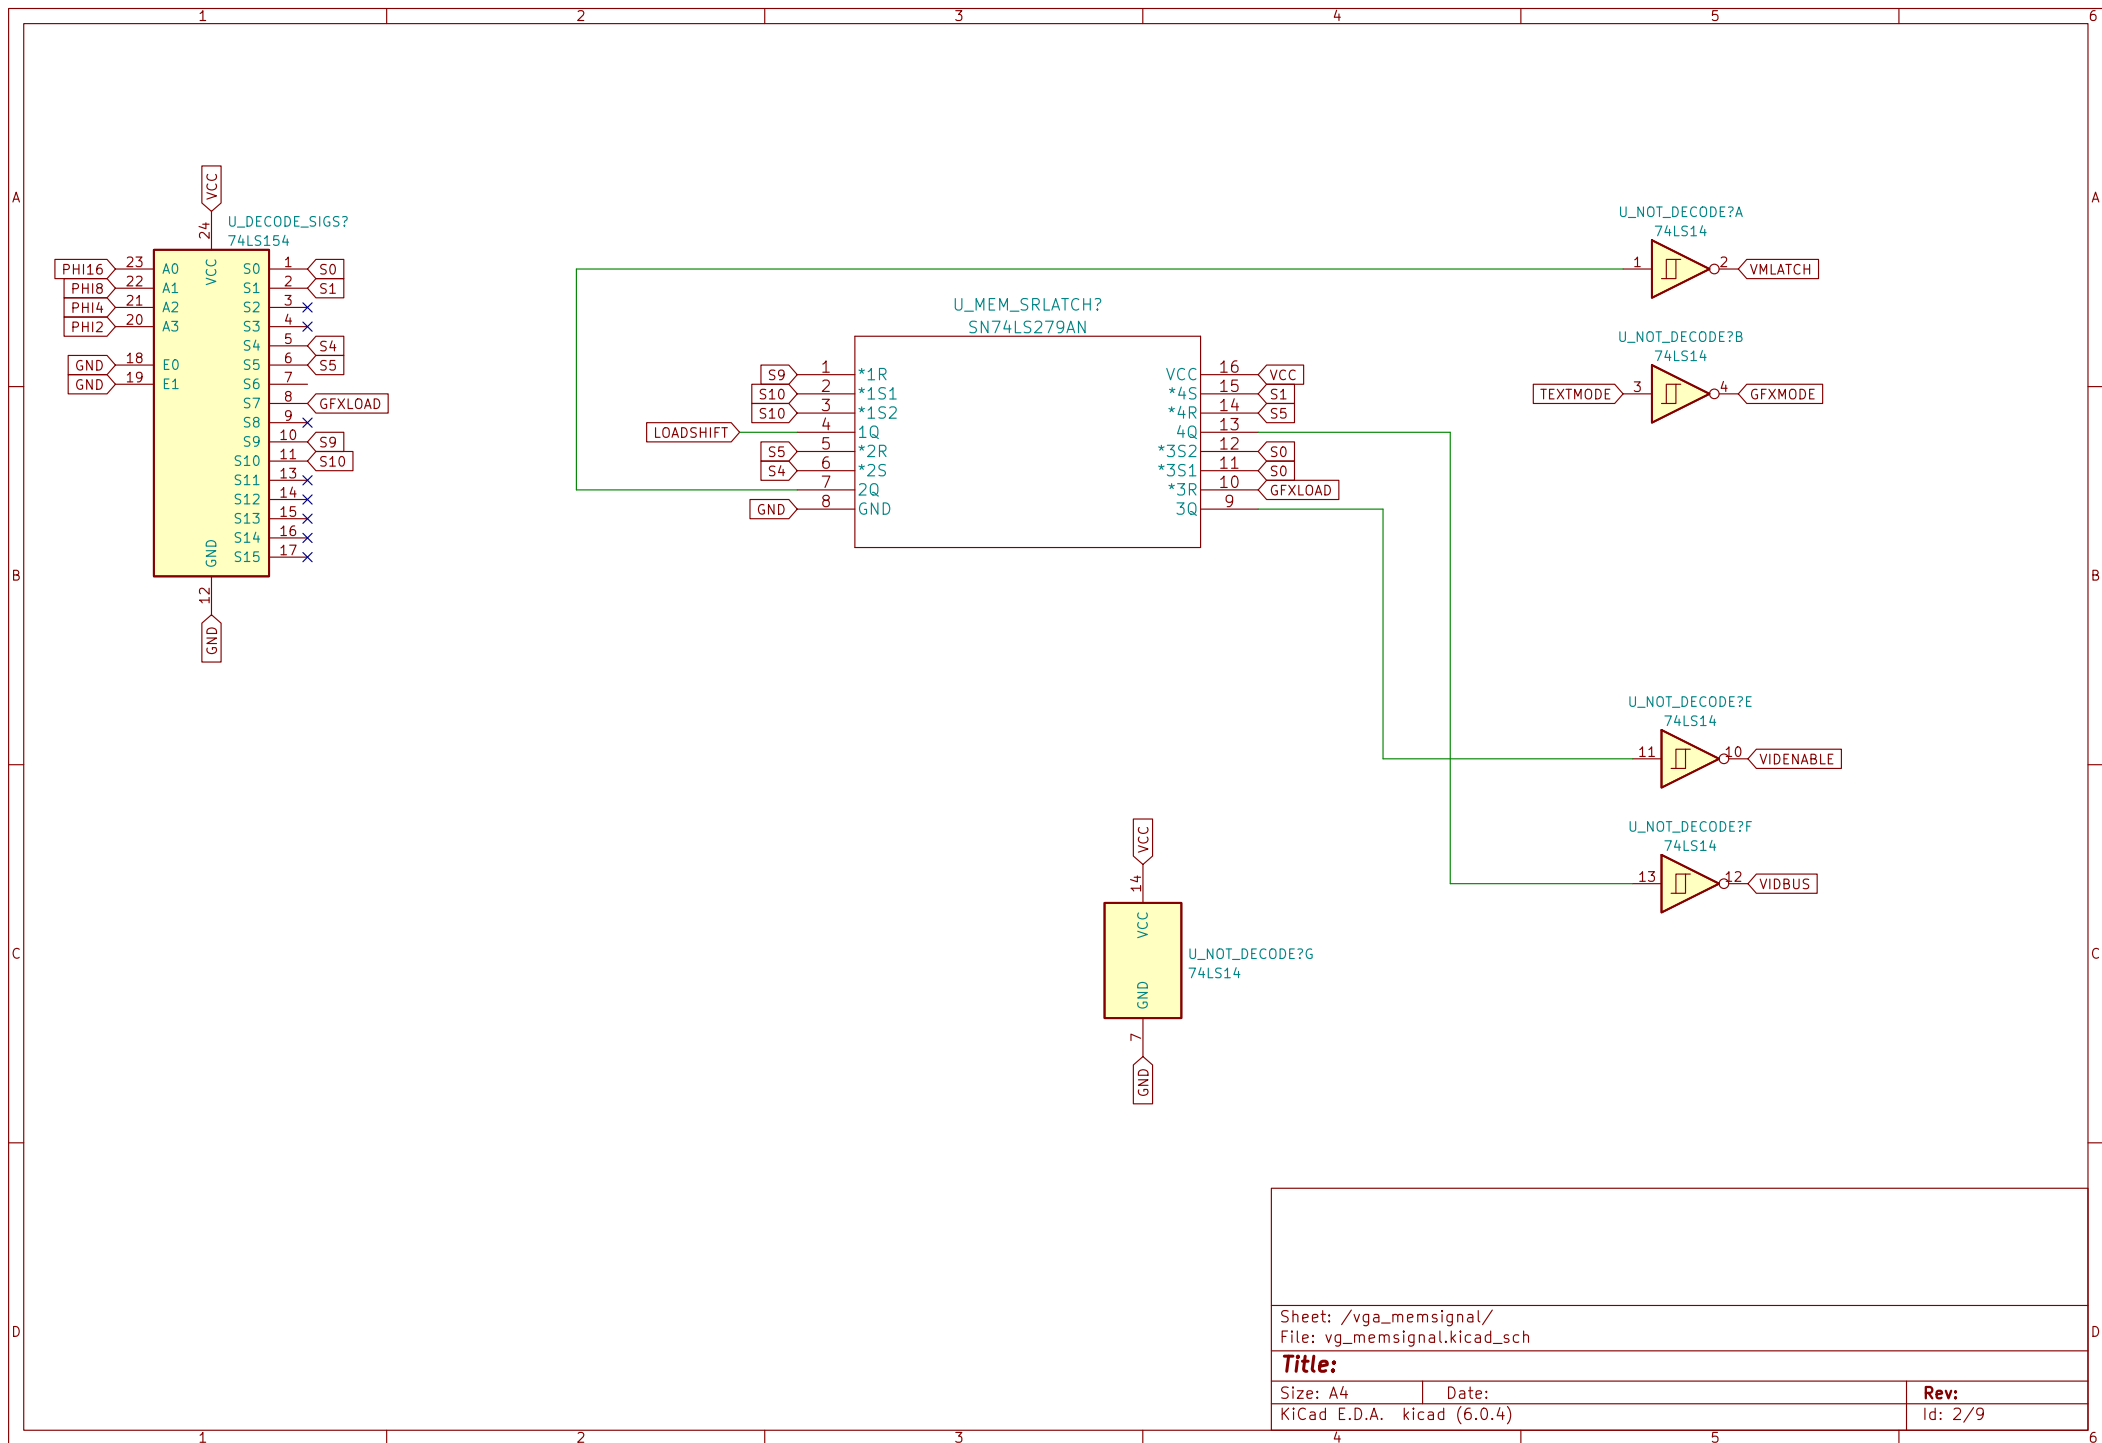 1 2 3 4 5 6
A A
B B
C C
D D
1 2 3 4 5 6
VCC
24
U_DECODE_SIGS?
74LS154
PHI16 23 A0 VCC S0 1 S0
PHI8 22 A1 S1 2 S1
PHI4 21 A2 S2 3
PHI2 20 A3 S3 4
S4 5 S4
GND 18 E0 S5 6 S5
GND 19 E1 S6 7
S7 8 GFXLOAD
S8 9
S9 10 S9
S10 11 S10
S11 13
S12 14
S13 15
S14 16
GND S15 17
12
GND
U_MEM_SRLATCH?
SN74LS279AN
S9 1 *1R VCC 16 VCC
S10 2 *1S1 *4S 15 S1
S10 3 *1S2 *4R 14 S5
LOADSHIFT 4 1Q 4Q 13
S5 5 *2R *3S2 12 S0
S4 6 *2S *3S1 11 S0
7 2Q *3R 10 GFXLOAD
GND 8 GND 3Q 9
U_NOT_DECODE?A
74LS14
1 2 VMLATCH
U_NOT_DECODE?B
74LS14
TEXTMODE 3 4 GFXMODE
U_NOT_DECODE?E
74LS14
11 10 VIDENABLE
U_NOT_DECODE?F
74LS14
13 12 VIDBUS
VCC
14
VCC
U_NOT_DECODE?G
74LS14
GND
7
GND
Sheet: /vga_memsignal/
File: vg_memsignal.kicad_sch
Title:
Size: A4 Date: Rev:
KiCad E.D.A. kicad (6.0.4) Id: 2/9